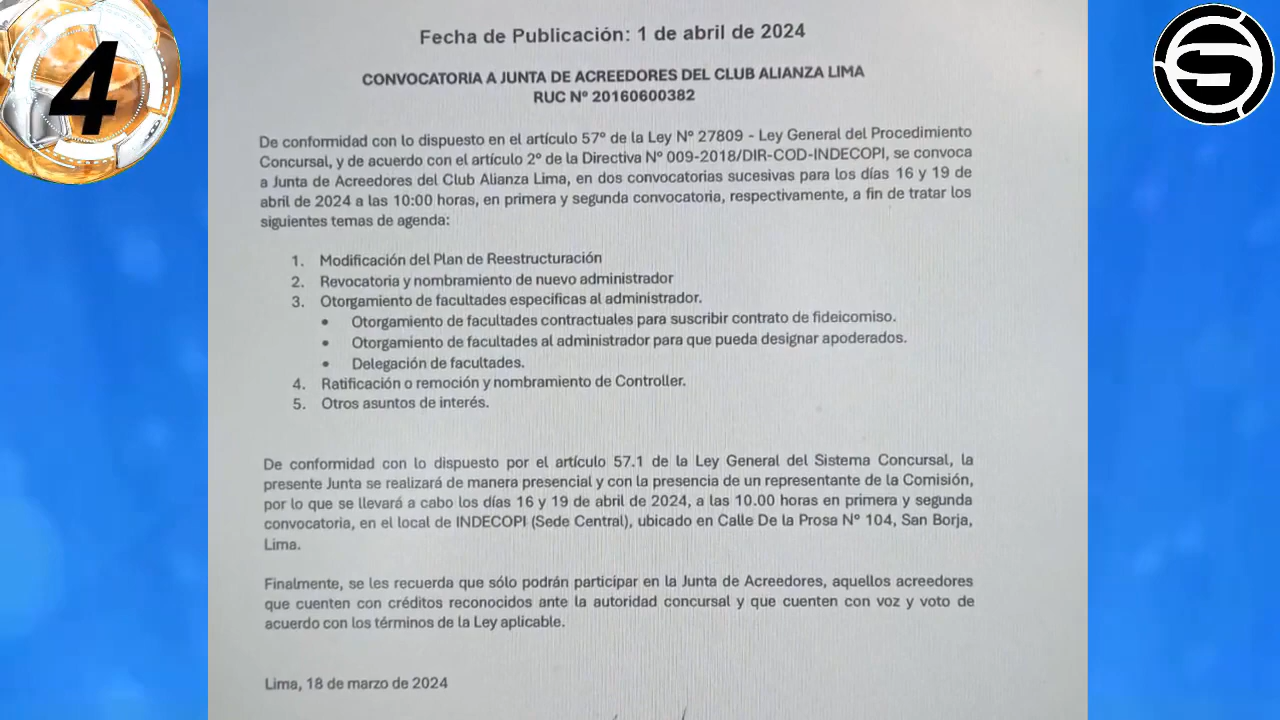 4
S
Fecha de Publicación: 1 de abril de 2024
CONVOCATORIA A JUNTA DE ACREEDORES DEL CLUB ALIANZA LIMA
RUC Nº 20160600382
De conformidad con lo dispuesto en el artículo 57º de la Ley Nº 27809 - Ley General del Procedimiento
Concursal, y de acuerdo con el artículo 2º de la Directiva Nº 009-2018/DIR-COD-INDECOPI, se convoca
a Junta de Acreedores del Club Alianza Lima, en dos convocatorias sucesivas para los días 16 y 19 de
abril de 2024 a las 10:00 horas, en primera y segunda convocatoria, respectivamente, a fin de tratar los
siguientes temas de agenda:
1. Modificación del Plan de Reestructuración
2. Revocatoria y nombramiento de nuevo administrador
3. Otorgamiento de facultades especificas al administrador.
• Otorgamiento de facultades contractuales para suscribir contrato de fideicomiso.
• Otorgamiento de facultades al administrador para que pueda designar apoderados.
• Delegación de facultades.
4. Ratificación o remoción y nombramiento de Controller.
5. Otros asuntos de interés.
De conformidad con lo dispuesto por el artículo 57.1 de la Ley General del Sistema Concursal, la
presente Junta se realizará de manera presencial y con la presencia de un representante de la Comisión,
por lo que se llevará a cabo los días 16 y 19 de abril de 2024, a las 10.00 horas en primera y segunda
convocatoria, en el local de INDECOPI (Sede Central), ubicado en Calle De la Prosa Nº 104, San Borja,
Lima.
Finalmente, se les recuerda que sólo podrán participar en la Junta de Acreedores, aquellos acreedores
que cuenten con créditos reconocidos ante la autoridad concursal y que cuenten con voz y voto de
acuerdo con los términos de la Ley aplicable.
Lima, 18 de marzo de 2024